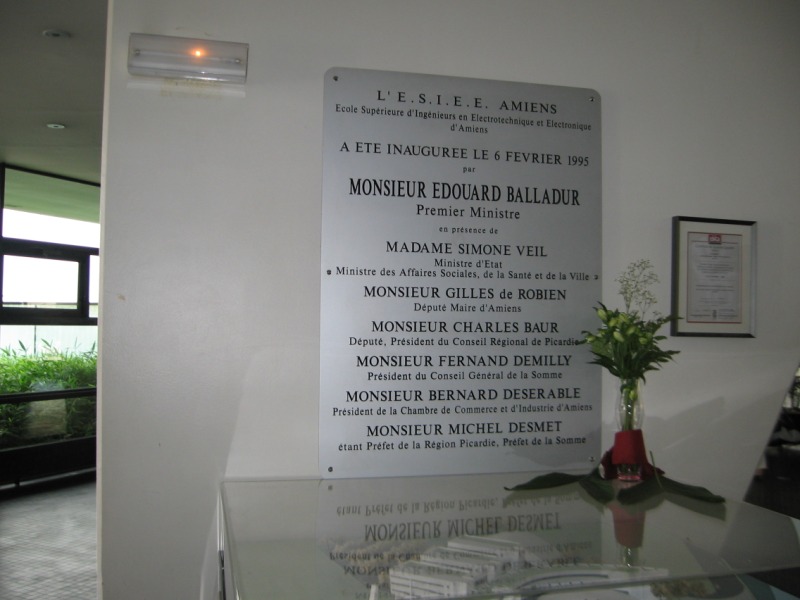 L' E.S.I.E.E. AMIENS
Ecole Supérieure d'Ingénieurs en Electrotechnique et Electronique
d'Amiens
A ETE INAUGUREE LE 6 FEVRIER 1995
par
MONSIEUR EDOUARD BALLADUR
Premier Ministre
en présence de
MADAME SIMONE VEIL
Ministre d'Etat
Ministre des Affaires Sociales, de la Santé et de la Ville
MONSIEUR GILLES de ROBIEN
Député Maire d'Amiens
MONSIEUR CHARLES BAUR
Député, Président du Conseil Régional de Picardie
MONSIEUR FERNAND DEMILLY
Président du Conseil Général de la Somme
MONSIEUR BERNARD DESERABLE
Président de la Chambre de Commerce et d'Industrie d'Amiens
MONSIEUR MICHEL DESMET
étant Préfet de la Région Picardie, Préfet de la Somme